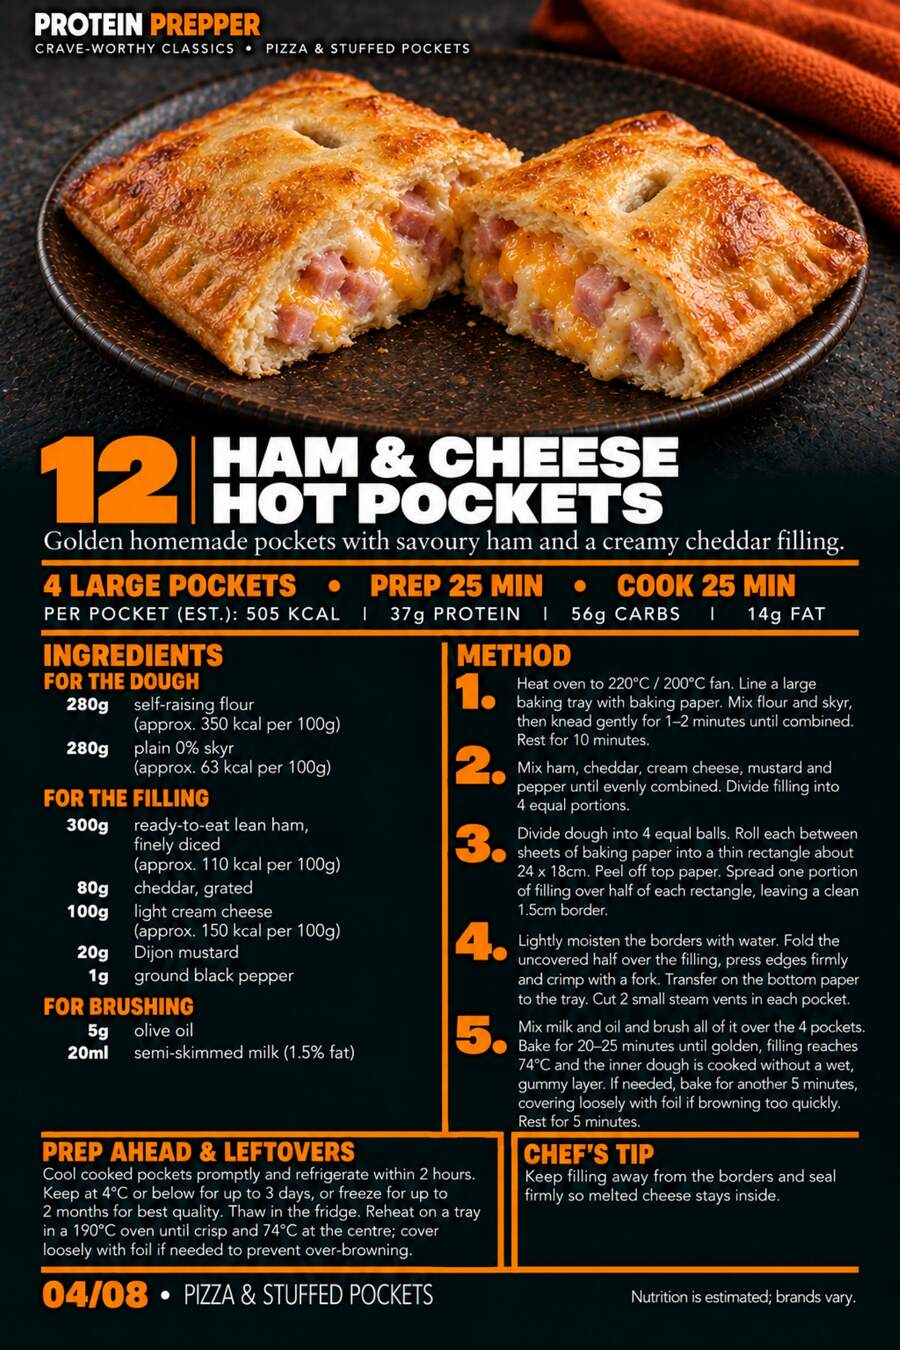 PROTEIN PREPPER
CRAVE-WORTHY CLASSICS • PIZZA & STUFFED POCKETS
12 | HAM & CHEESE
HOT POCKETS
Golden homemade pockets with savoury ham and a creamy cheddar filling.
4 LARGE POCKETS • PREP 25 MIN • COOK 25 MIN
PER POCKET (EST.): 505 KCAL | 37g PROTEIN | 56g CARBS | 14g FAT
INGREDIENTS
FOR THE DOUGH
280g self-raising flour
(approx. 350 kcal per 100g)
280g plain 0% skyr
(approx. 63 kcal per 100g)
FOR THE FILLING
300g ready-to-eat lean ham,
finely diced
(approx. 110 kcal per 100g)
80g cheddar, grated
100g light cream cheese
(approx. 150 kcal per 100g)
20g Dijon mustard
1g ground black pepper
FOR BRUSHING
5g olive oil
20ml semi-skimmed milk (1.5% fat)
METHOD
1. Heat oven to 220°C / 200°C fan. Line a large
baking tray with baking paper. Mix flour and skyr,
then knead gently for 1–2 minutes until combined.
Rest for 10 minutes.
2. Mix ham, cheddar, cream cheese, mustard and
pepper until evenly combined. Divide filling into
4 equal portions.
3. Divide dough into 4 equal balls. Roll each between
sheets of baking paper into a thin rectangle about
24 x 18cm. Peel off top paper. Spread one portion
of filling over half of each rectangle, leaving a clean
1.5cm border.
4. Lightly moisten the borders with water. Fold the
uncovered half over the filling, press edges firmly
and crimp with a fork. Transfer on the bottom paper
to the tray. Cut 2 small steam vents in each pocket.
5. Mix milk and oil and brush all of it over the 4 pockets.
Bake for 20–25 minutes until golden, filling reaches
74°C and the inner dough is cooked without a wet,
gummy layer. If needed, bake for another 5 minutes,
covering loosely with foil if browning too quickly.
Rest for 5 minutes.
PREP AHEAD & LEFTOVERS
Cool cooked pockets promptly and refrigerate within 2 hours.
Keep at 4°C or below for up to 3 days, or freeze for up to
2 months for best quality. Thaw in the fridge. Reheat on a tray
in a 190°C oven until crisp and 74°C at the centre; cover
loosely with foil if needed to prevent over-browning.
CHEF'S TIP
Keep filling away from the borders and seal
firmly so melted cheese stays inside.
04/08 • PIZZA & STUFFED POCKETS
Nutrition is estimated; brands vary.